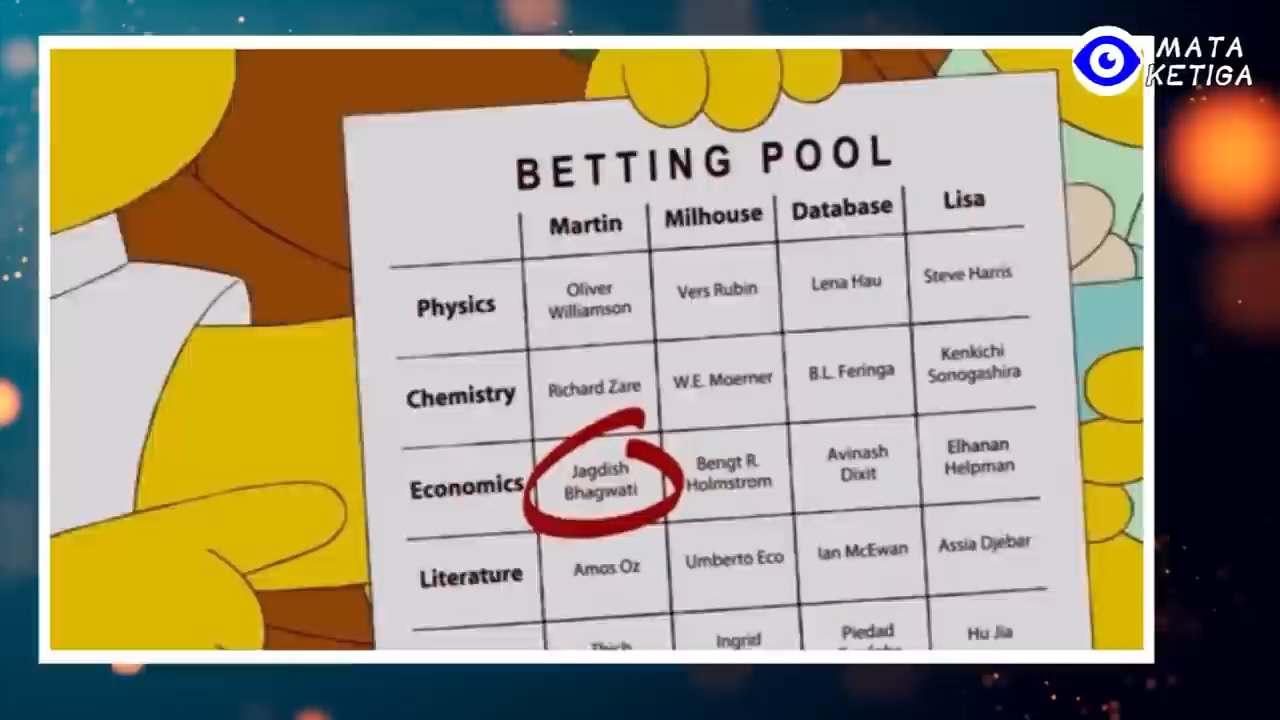 MATA
KETIGA
BETTING POOL
Martin Milhouse Database Lisa
Physics Oliver Williamson Vers Rubin Lena Hau Steve Harris
Chemistry Richard Zare W.E. Moerner B.L. Feringa Kenkichi Sonogashira
Economics Jagdish Bhagwati Bengt R. Holmstrom Avinash Dixit Elhanan Helpman
Literature Amos Oz Umberto Eco Ian McEwan Assia Djebar
Ingrid Piedad Hu Jia